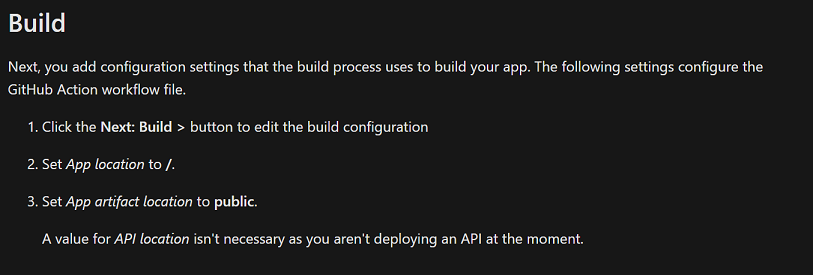 Build
Next, you add configuration settings that the build process uses to build your app. The following settings configure the
GitHub Action workflow file.
1. Click the Next: Build > button to edit the build configuration
2. Set App location to /.
3. Set App artifact location to public.
A value for API location isn't necessary as you aren't deploying an API at the moment.